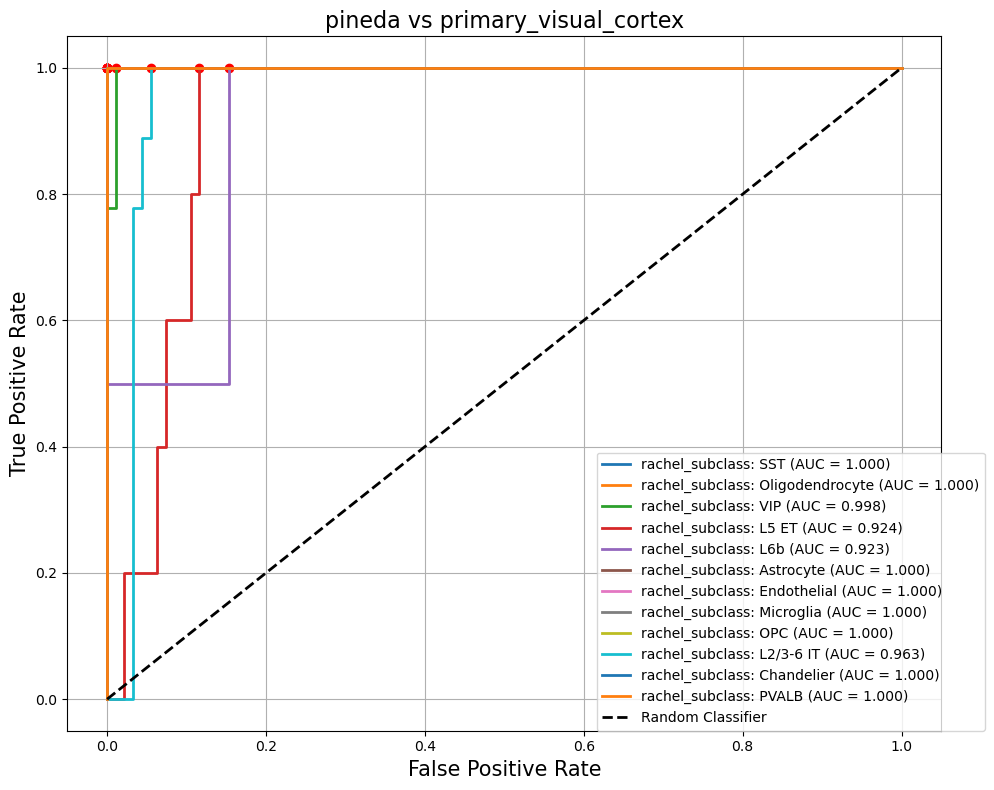 pineda vs primary_visual_cortex
True Positive Rate
1.0
0.8
0.6
0.4
0.2
0.0
rachel_subclass: SST (AUC = 1.000)
rachel_subclass: Oligodendrocyte (AUC = 1.000)
rachel_subclass: VIP (AUC = 0.998)
rachel_subclass: L5 ET (AUC = 0.924)
rachel_subclass: L6b (AUC = 0.923)
rachel_subclass: Astrocyte (AUC = 1.000)
rachel_subclass: Endothelial (AUC = 1.000)
rachel_subclass: Microglia (AUC = 1.000)
rachel_subclass: OPC (AUC = 1.000)
rachel_subclass: L2/3-6 IT (AUC = 0.963)
rachel_subclass: Chandelier (AUC = 1.000)
rachel_subclass: PVALB (AUC = 1.000)
Random Classifier
0.0 0.2 0.4 0.6 0.8 1.0
False Positive Rate